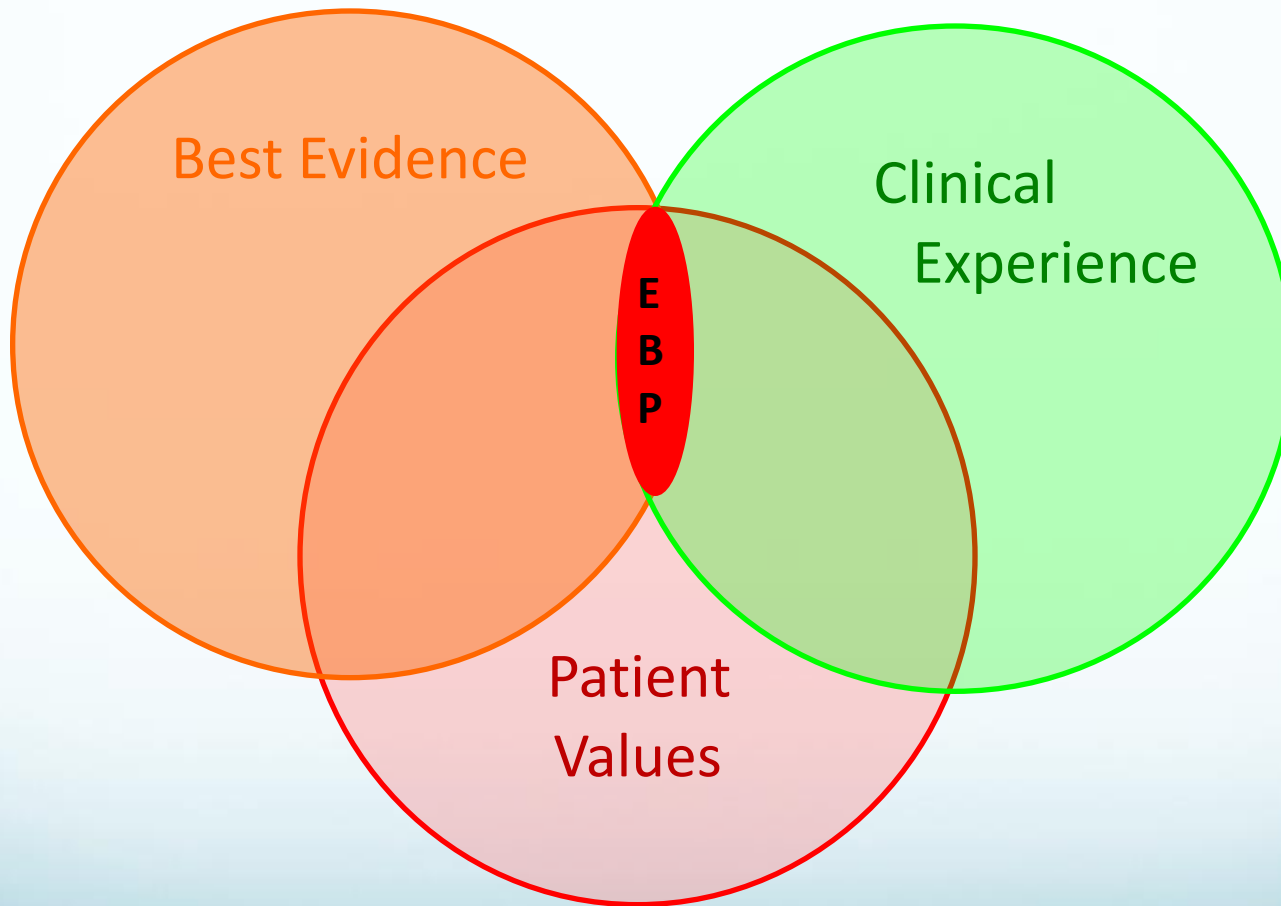 Best Evidence
Clinical
Experience
E
B
P
Patient
Values